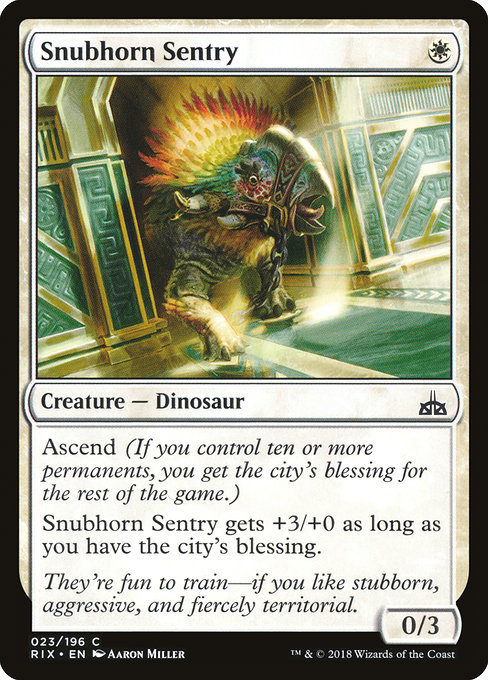 Snubhorn Sentry
Creature — Dinosaur
Ascend (If you control ten or more
permanents, you get the city's blessing for
the rest of the game.)
Snubhorn Sentry gets +3/+0 as long as
you have the city's blessing.
They're fun to train—if you like stubborn,
aggressive, and fiercely territorial.
0/3
023/196 C
RIX • EN Aaron Miller
™ & © 2018 Wizards of the Coast